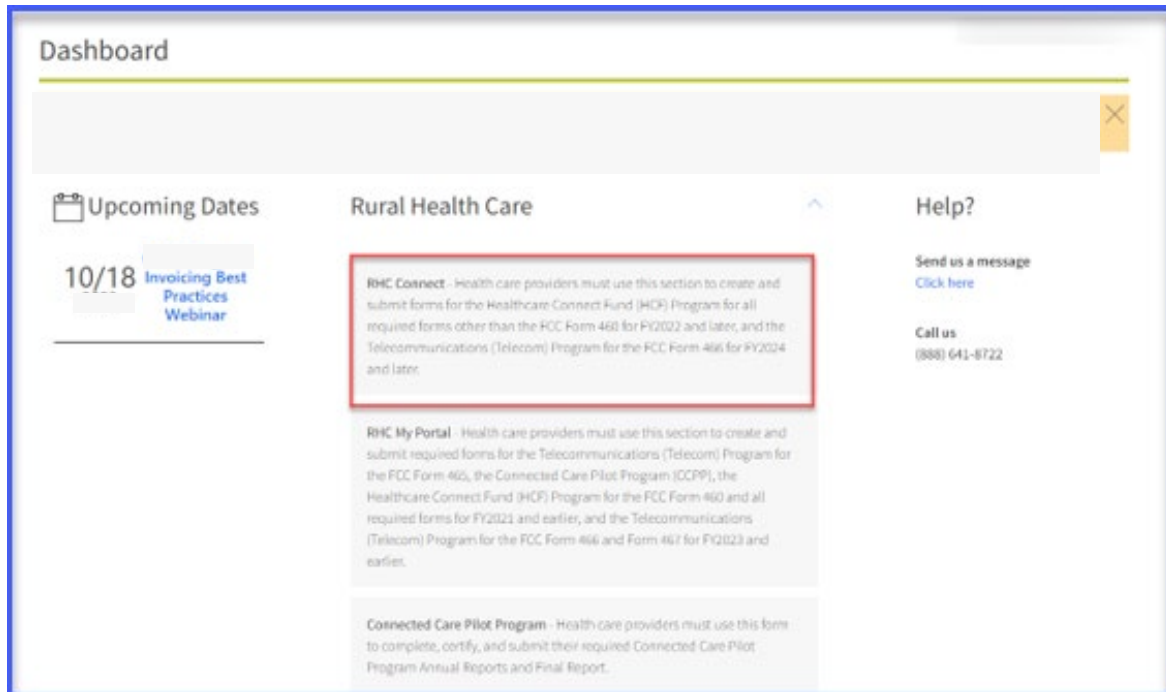 Dashboard
Upcoming Dates
10/18 Invoicing Best
Practices
Webinar
Rural Health Care
RHC Connect - Health care providers must use this section to create and
submit forms for the Healthcare Connect Fund (HCF) Program for all
required forms other than the FCC Form 460 for FY2022 and later, and the
Telecommunications (Telecom) Program for the FCC Form 466 for FY2024
and later.
RHC My Portal - Health care providers must use this section to create and
submit required forms for the Telecommunications (Telecom) Program for
the FCC Form 465, the Connected Care Pilot Program (CCPP), the
Healthcare Connect Fund (HCF) Program for the FCC Form 460 and all
required forms for FY2021 and earlier, and the Telecommunications
(Telecom) Program for the FCC Form 466 and Form 467 for FY2023 and
earlier.
Connected Care Pilot Program - Health care providers must use this form
to complete, certify, and submit their required Connected Care Pilot
Program Annual Reports and Final Report.
Help?
Send us a message
Click here
Call us
(888) 641-8722